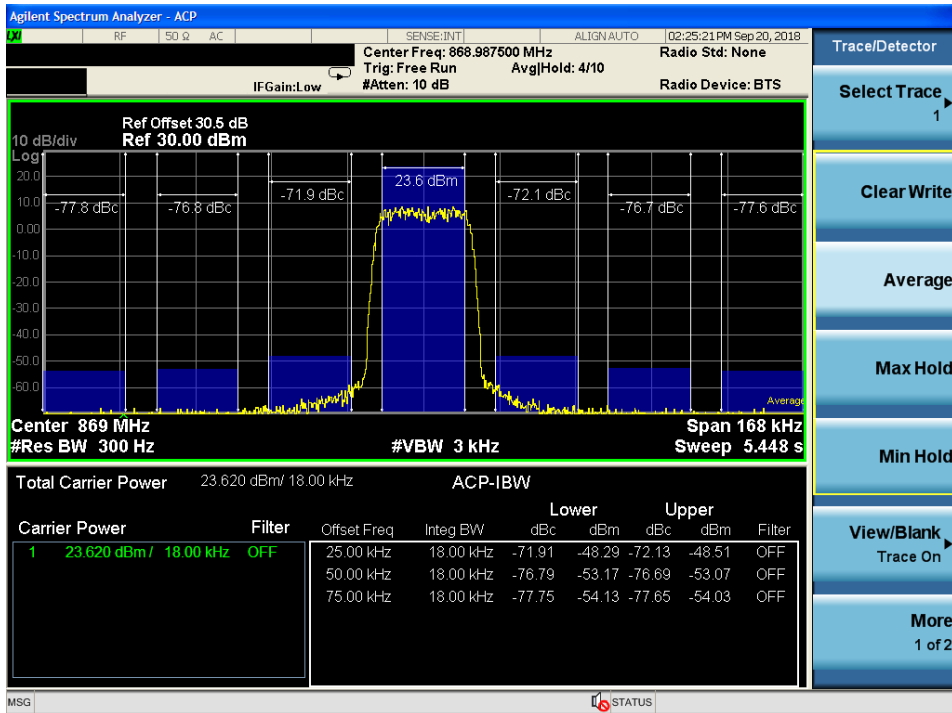 Agilent Spectrum Analyzer - ACP
LXI RF 50 Ω AC SENSE:INT ALIGN AUTO 02:25:21 PM Sep 20, 2018
Center Freq: 868.987500 MHz Radio Std: None
Trig: Free Run Avg|Hold: 4/10
IFGain:Low #Atten: 10 dB Radio Device: BTS
Ref Offset 30.5 dB
10 dB/div Ref 30.00 dBm
Log
20.0
10.0
0.00
-10.0
-20.0
-30.0
-40.0
-50.0
-60.0
-77.8 dBc -76.8 dBc -71.9 dBc 23.6 dBm -72.1 dBc -76.7 dBc -77.6 dBc
Average
Center 869 MHz Span 168 kHz
#Res BW 300 Hz #VBW 3 kHz Sweep 5.448 s
Total Carrier Power 23.620 dBm/ 18.00 kHz ACP-IBW
Lower Upper
Carrier Power Filter Offset Freq Integ BW dBc dBm dBc dBm Filter
1 23.620 dBm / 18.00 kHz OFF 25.00 kHz 18.00 kHz -71.91 -48.29 -72.13 -48.51 OFF
50.00 kHz 18.00 kHz -76.79 -53.17 -76.69 -53.07 OFF
75.00 kHz 18.00 kHz -77.75 -54.13 -77.65 -54.03 OFF
MSG STATUS
Trace/Detector
Select Trace
1
Clear Write
Average
Max Hold
Min Hold
View/Blank
Trace On
More
1 of 2